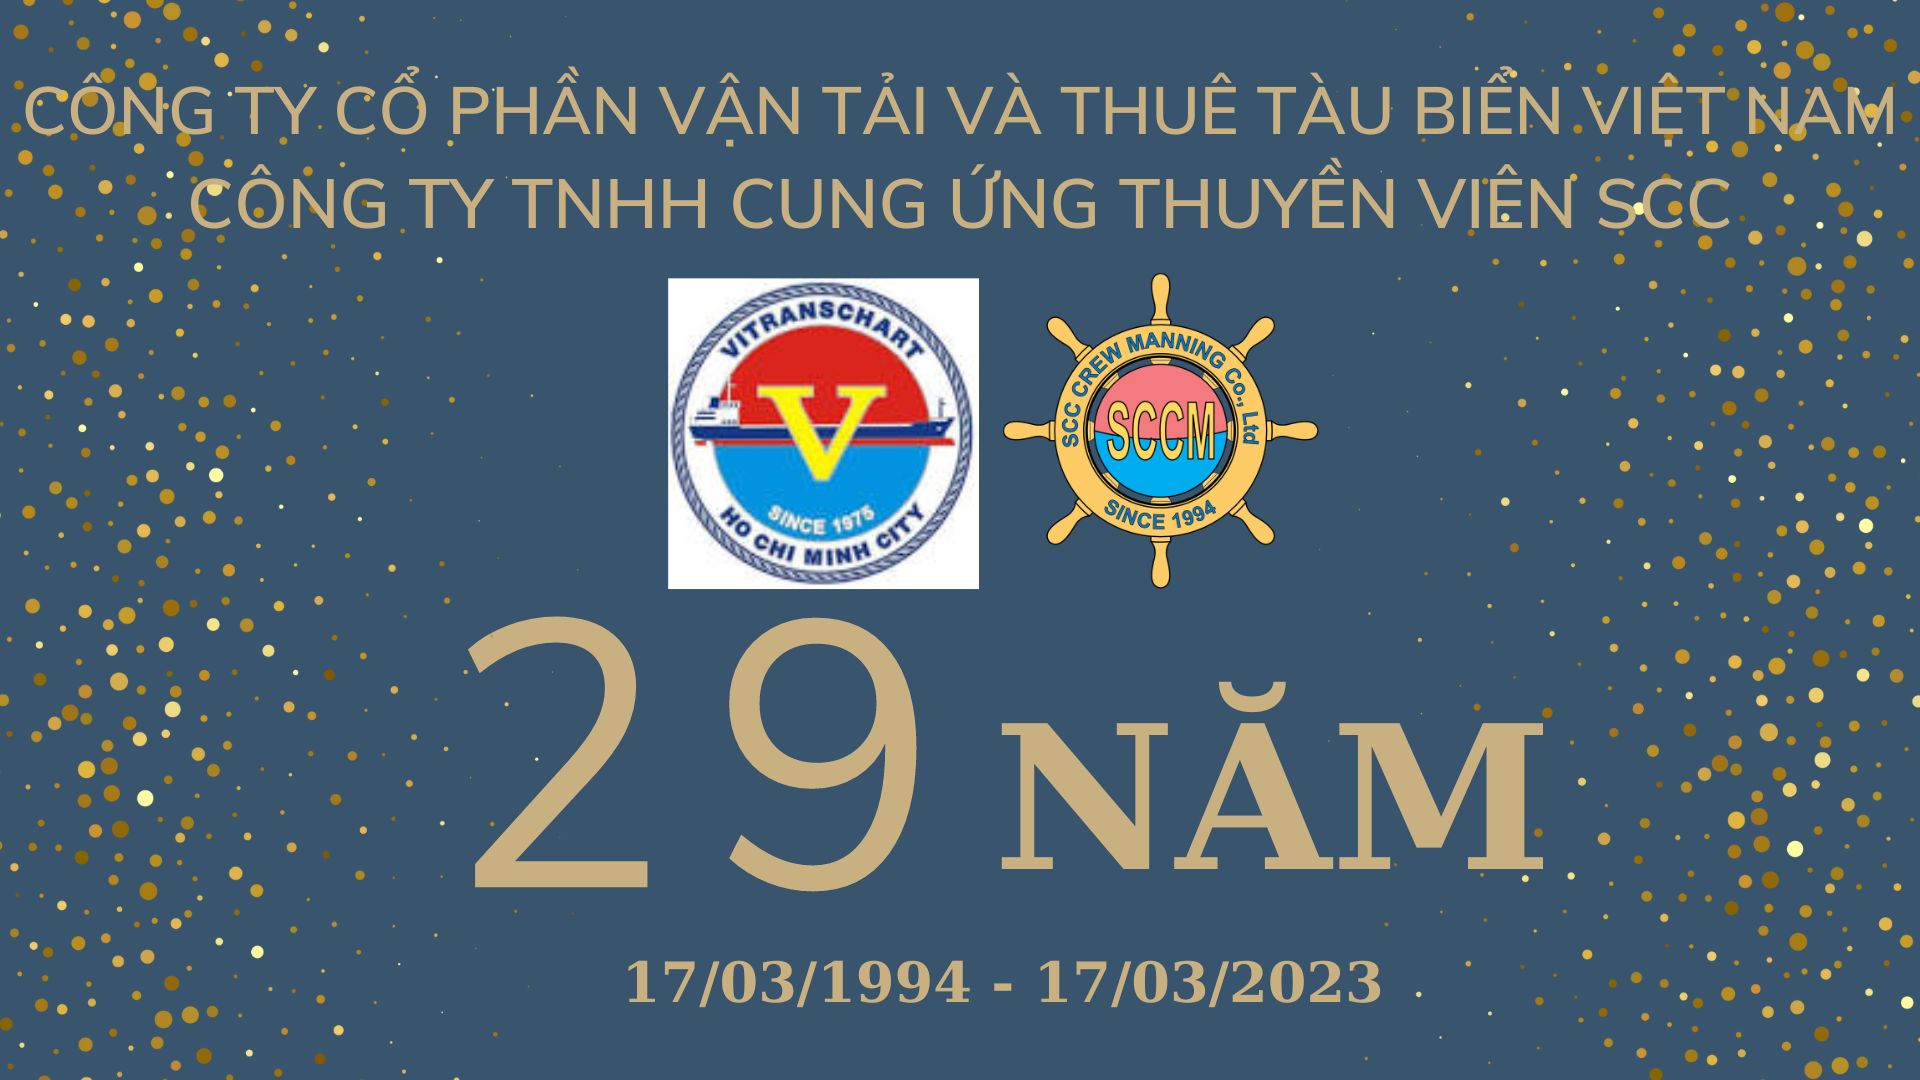 CÔNG TY CỔ PHẦN VẬN TẢI VÀ THUÊ TÀU BIỂN VIỆT NAM
CÔNG TY TNHH CUNG ỨNG THUYỀN VIÊN SCC
VITRANSCHART
V
SINCE 1975
HO CHI MINH CITY
SCC CREW MANNING Co., Ltd
SCCM
SINCE 1994
29 NĂM
17/03/1994 - 17/03/2023